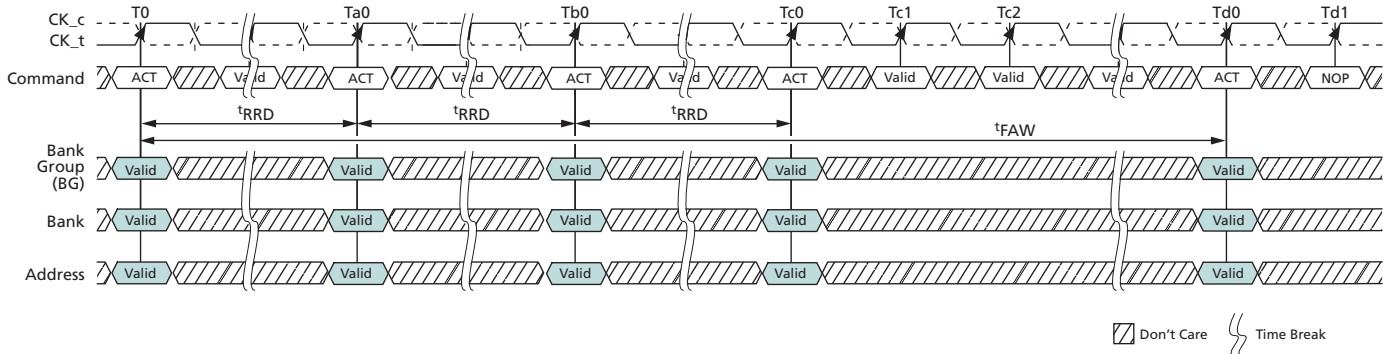 T0 Ta0 Tb0 Tc0 Tc1 Tc2 Td0 Td1
CK_c
CK_t
Command ACT Valid ACT Valid ACT Valid ACT Valid Valid Valid ACT NOP
tRRD tRRD tRRD
tFAW
Bank
Group
(BG)
Valid Valid Valid Valid Valid
Bank Valid Valid Valid Valid Valid
Address Valid Valid Valid Valid Valid
Don't Care Time Break